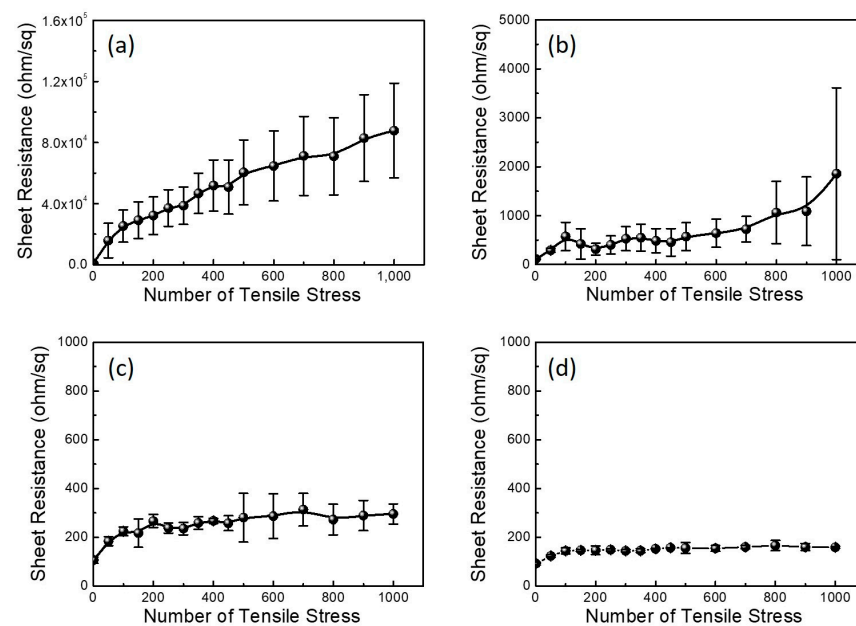 (a)
Sheet Resistance (ohm/sq)
1.6x10⁵
1.2x10⁵
8.0x10⁴
4.0x10⁴
0.0
0 200 400 600 800 1,000
Number of Tensile Stress
(b)
Sheet Resistance (ohm/sq)
5000
4000
3000
2000
1000
0
0 200 400 600 800 1000
Number of Tensile Stress
(c)
Sheet Resistance (ohm/sq)
1000
800
600
400
200
0
0 200 400 600 800 1000
Number of Tensile Stress
(d)
Sheet Resistance (ohm/sq)
1000
800
600
400
200
0
0 200 400 600 800 1000
Number of Tensile Stress